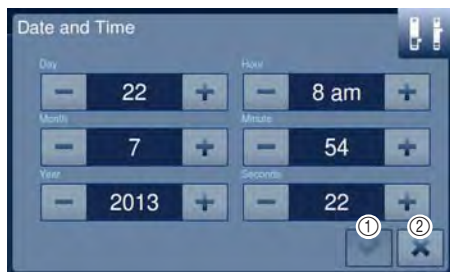 Date and Time
Day
Hour
22
8 am
Month
Minute
7
54
Year
Seconds
2013
22
1
2